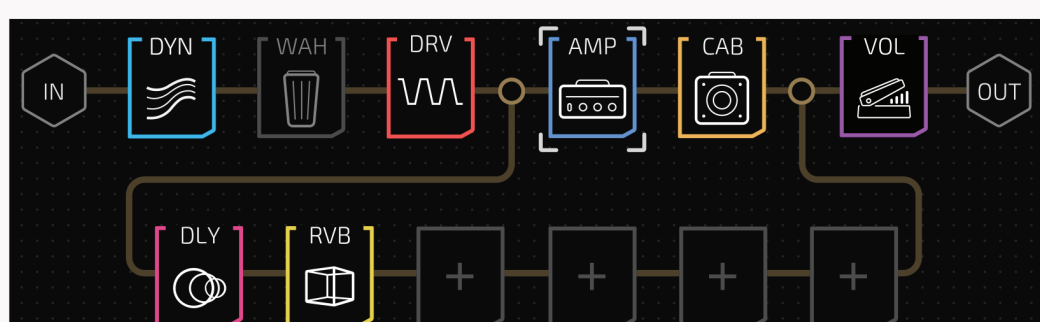 IN
DYN
WAH
DRV
AMP
CAB
VOL
OUT
DLY
RVB